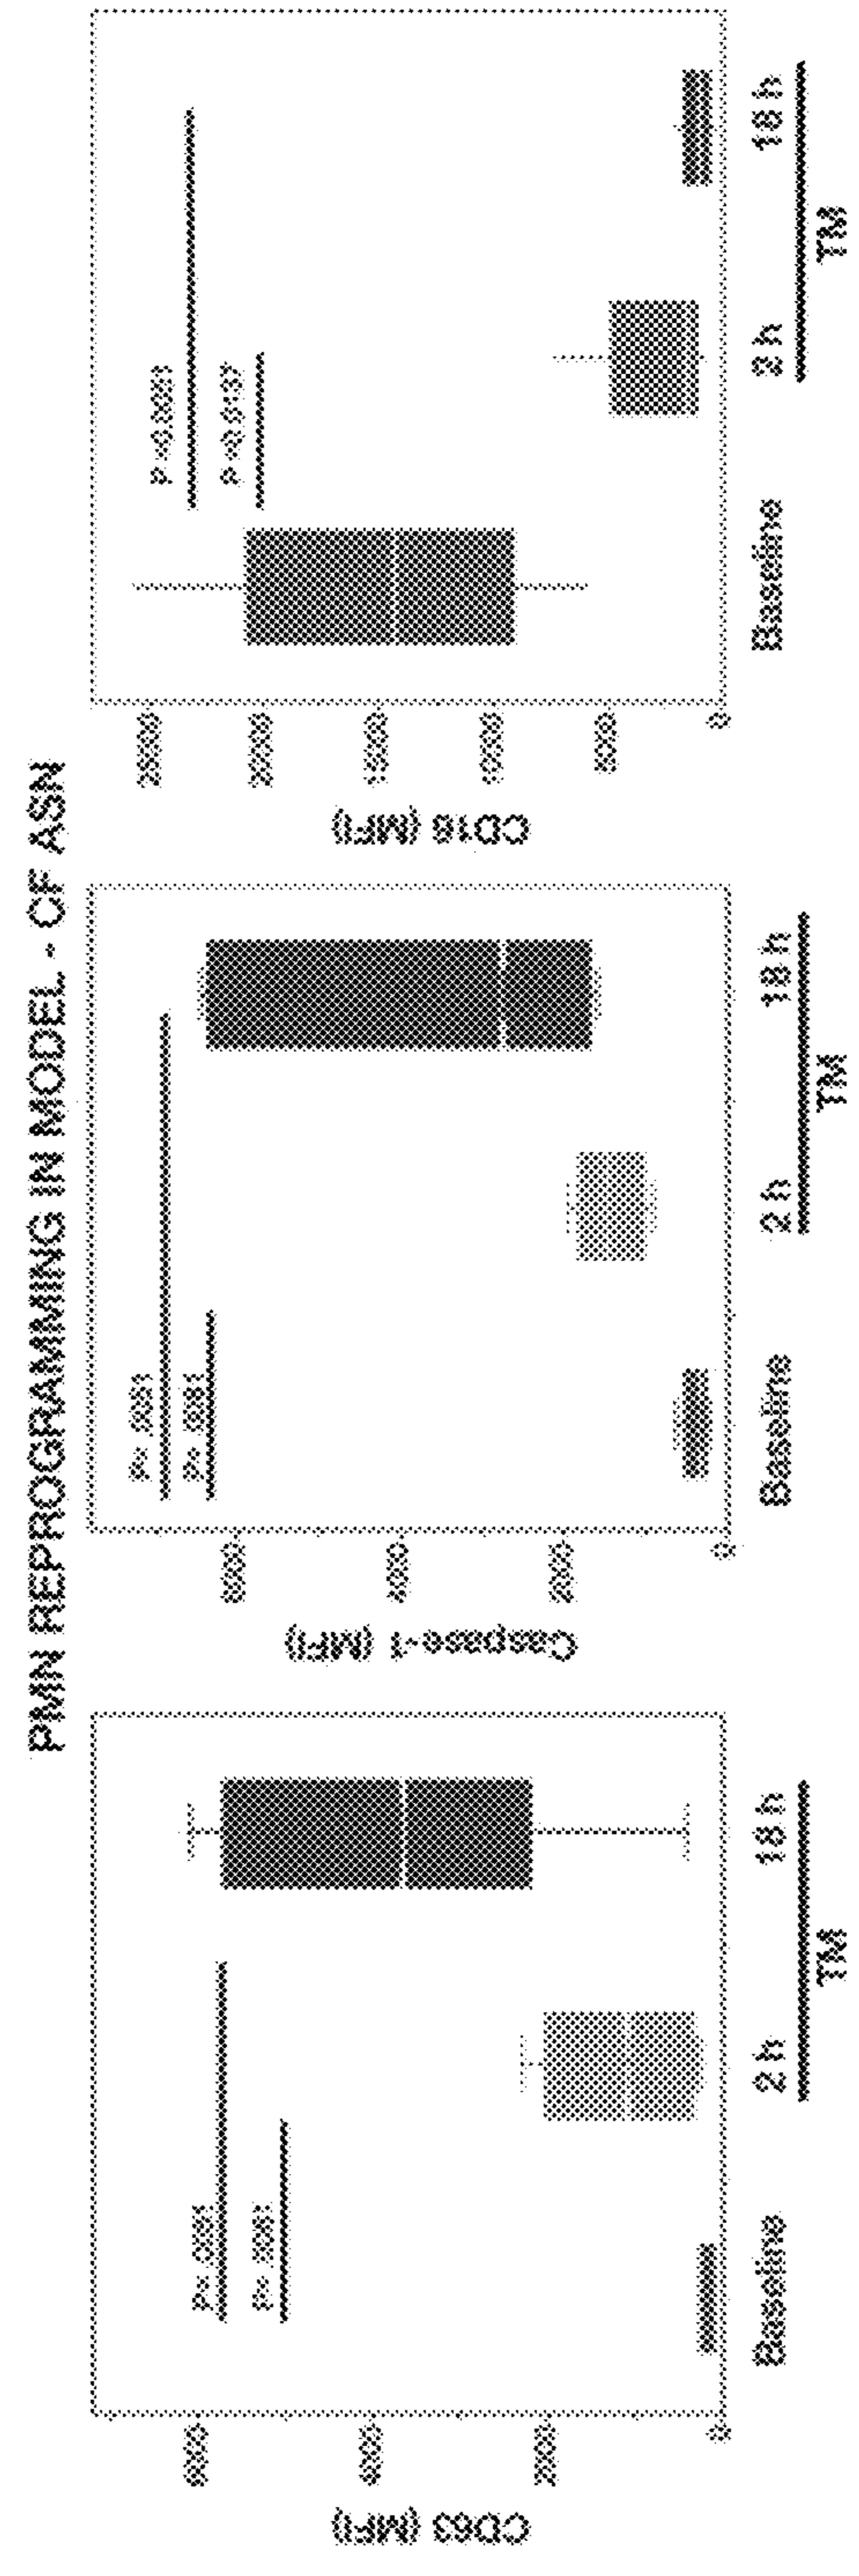 PMN REPROGRAMMING IN MODEL - CF ASN
CD63 (MFI)
6000
4000
2000
0
Baseline
2 h
18 h
TM
Caspase-1 (MFI)
6000
4000
2000
0
Baseline
2 h
18 h
TM
CD16 (MFI)
25000
20000
15000
10000
5000
0
Baseline
2 h
18 h
TM